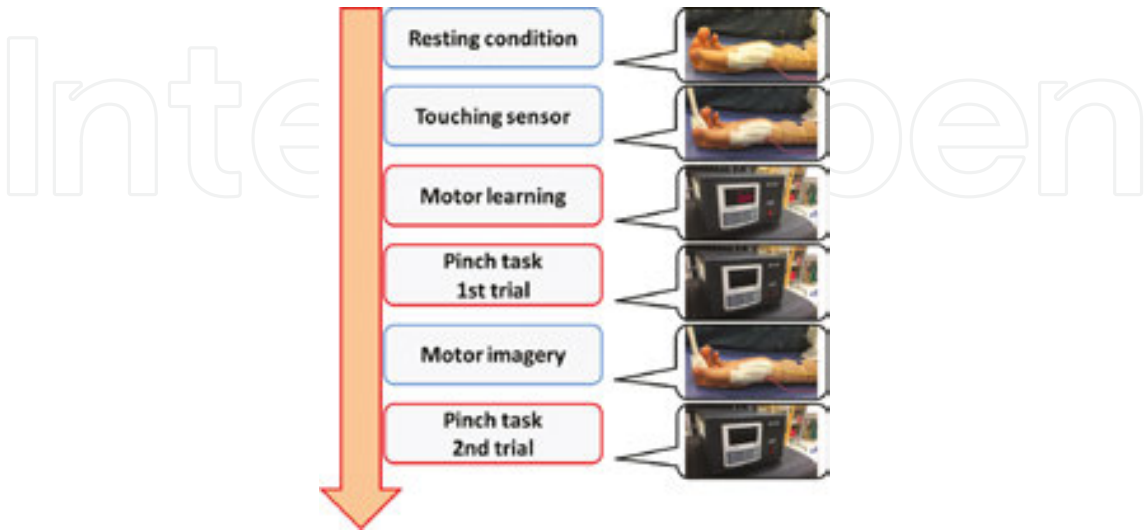 Resting condition
Touching sensor
Motor learning
Pinch task
1st trial
Motor imagery
Pinch task
2nd trial